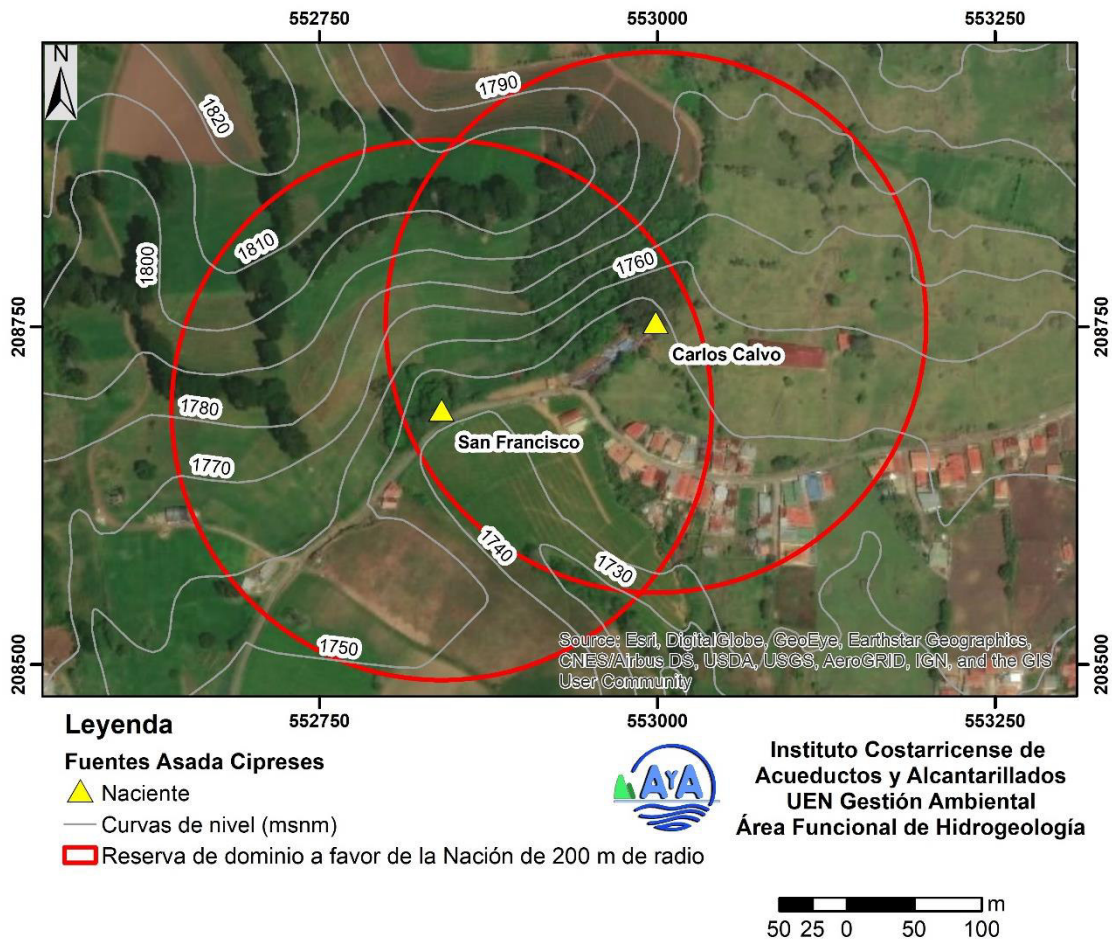 552750
553000
553250
N
1790
1820
1810
1800
1760
208750
208750
Carlos Calvo
1780
San Francisco
1770
1740
1730
1750
Source: Esri, DigitalGlobe, GeoEye, Earthstar Geographics,
CNES/Airbus DS, USDA, USGS, AeroGRID, IGN, and the GIS
User Community
208500
208500
552750
553000
553250
Leyenda
Fuentes Asada Cipreses
Naciente
Curvas de nivel (msnm)
Reserva de dominio a favor de la Nación de 200 m de radio
AYA
Instituto Costarricense de
Acueductos y Alcantarillados
UEN Gestión Ambiental
Área Funcional de Hidrogeología
m
50 25 0 50 100